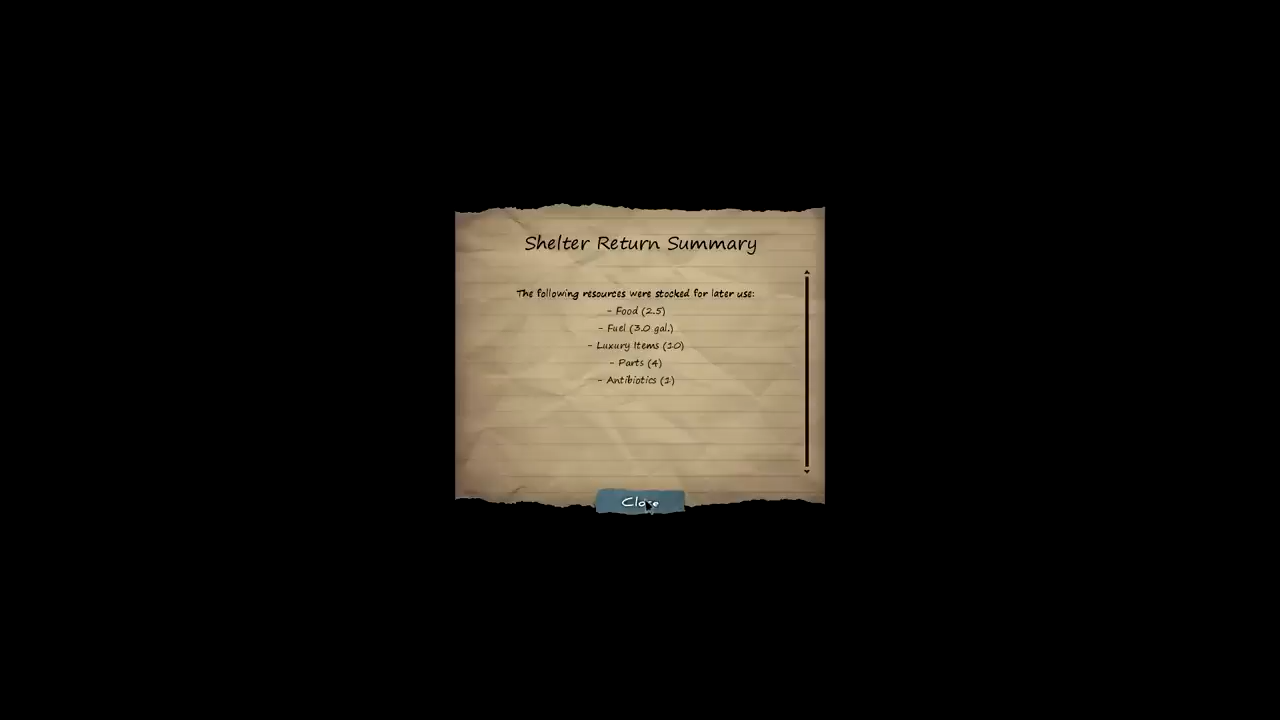 Shelter Return Summary
The following resources were stocked for later use:
- Food (2.5)
- Fuel (3.0 gal.)
- Luxury Items (10)
- Parts (4)
- Antibiotics (1)
Close